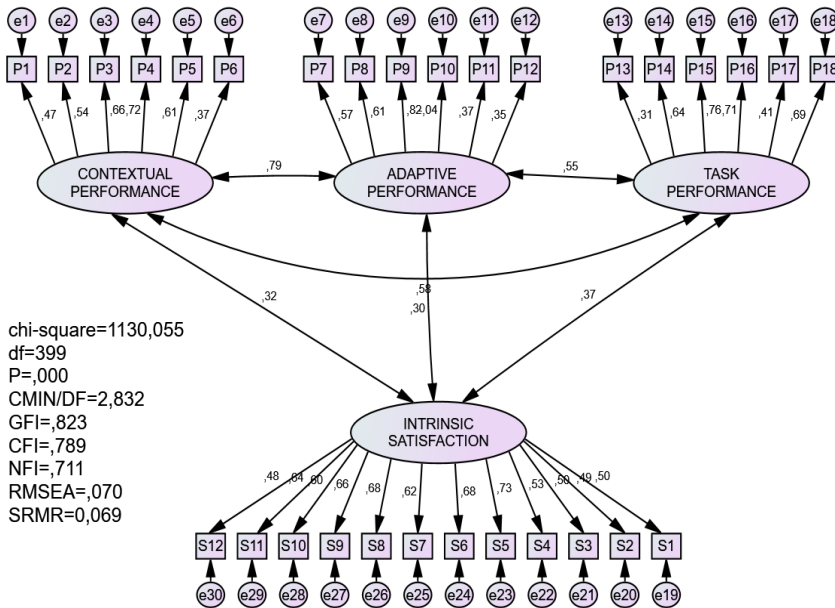 e1 e2 e3 e4 e5 e6 e7 e8 e9 e10 e11 e12 e13 e14 e15 e16 e17 e18
P1 P2 P3 P4 P5 P6 P7 P8 P9 P10 P11 P12 P13 P14 P15 P16 P17 P18
,47 ,54 ,66 ,72 ,61 ,37 ,57 ,61 ,82 ,04 ,37 ,35 ,31 ,64 ,76 ,71 ,41 ,69
CONTEXTUAL
PERFORMANCE
,79
ADAPTIVE
PERFORMANCE
,55
TASK
PERFORMANCE
,32
,58
,30
,37
chi-square=1130,055
df=399
P=,000
CMIN/DF=2,832
GFI=,823
CFI=,789
NFI=,711
RMSEA=,070
SRMR=0,069
INTRINSIC
SATISFACTION
,48 ,64 ,60 ,66 ,68 ,62 ,68 ,73 ,53 ,50 ,49 ,50
S12 S11 S10 S9 S8 S7 S6 S5 S4 S3 S2 S1
e30 e29 e28 e27 e26 e25 e24 e23 e22 e21 e20 e19